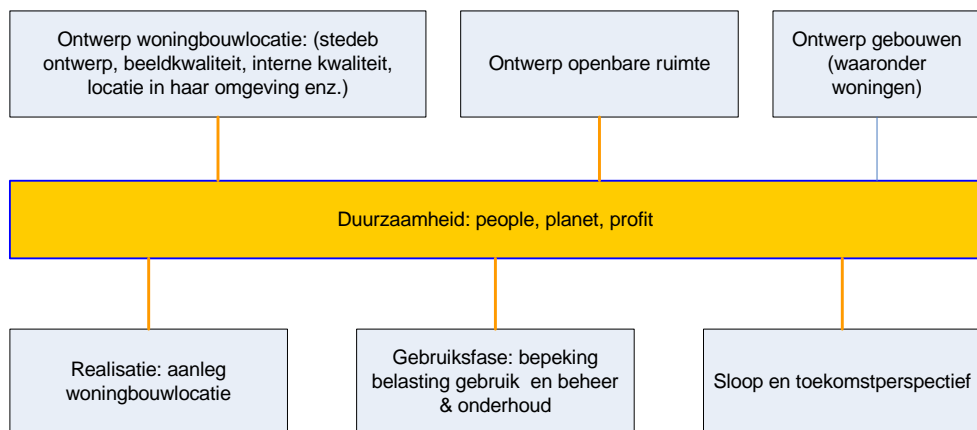 Ontwerp woningbouwlocatie: (stedeb
ontwerp, beeldkwaliteit, interne kwaliteit,
locatie in haar omgeving enz.)
Ontwerp openbare ruimte
Ontwerp gebouwen
(waaronder
woningen)
Duurzaamheid: people, planet, profit
Realisatie: aanleg
woningbouwlocatie
Gebruiksfase: bepeking
belasting gebruik en beheer
& onderhoud
Sloop en toekomstperspectief